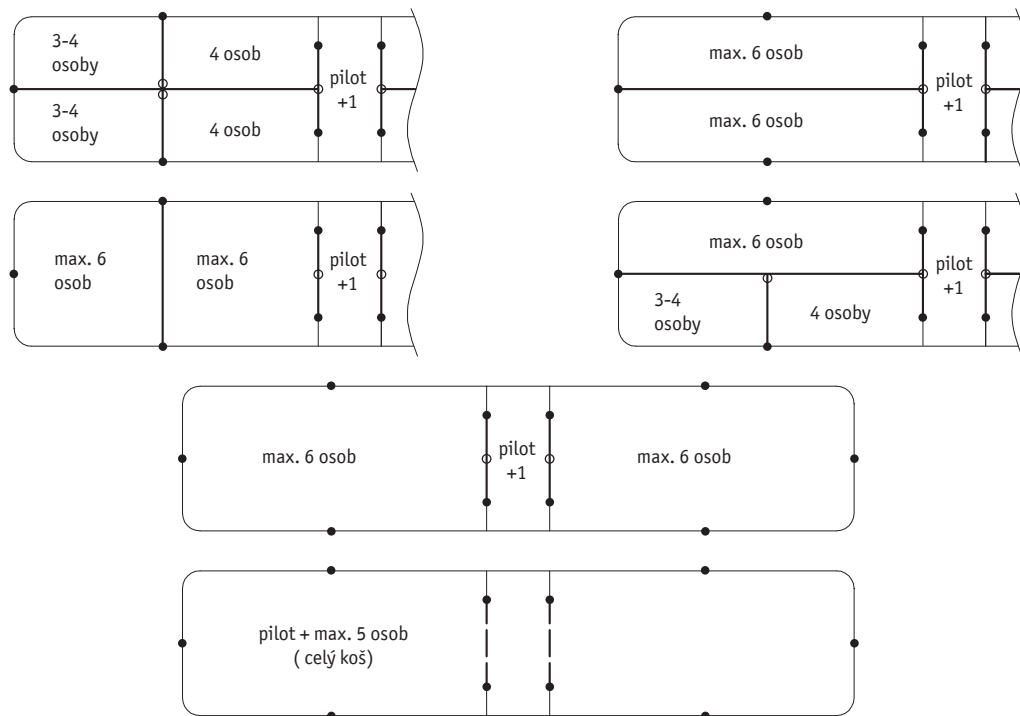 3-4
osoby
4 osob
pilot
+1
3-4
osoby
4 osob
max. 6 osob
pilot
+1
max. 6 osob
max. 6
osob
max. 6
osob
pilot
+1
max. 6 osob
pilot
+1
3-4
osoby
4 osoby
max. 6 osob
pilot
+1
max. 6 osob
pilot + max. 5 osob
( celý koš)